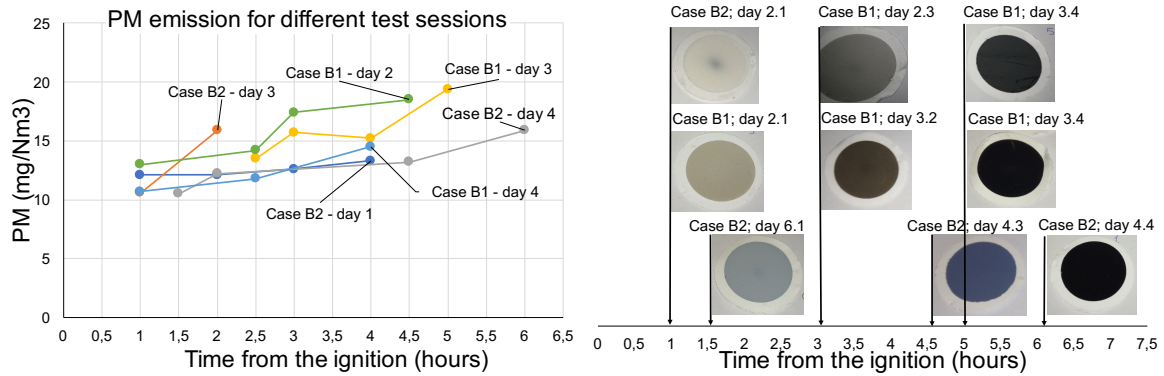 PM emission for different test sessions
25
20
15
10
5
0
PM (mg/Nm3)
Case B1 - day 2
Case B1 - day 3
Case B2 - day 3
Case B2 - day 4
Case B1 - day 4
Case B2 - day 1
0 1 1,5 2 2,5 3 3,5 4 4,5 5 5,5 6 6,5
Time from the ignition (hours)
Case B2; day 2.1
Case B1; day 2.3
Case B1; day 3.4
Case B1; day 2.1
Case B1; day 3.2
Case B1; day 3.4
Case B2; day 6.1
Case B2; day 4.3
Case B2; day 4.4
0 0,5 1 1,5 2 2,5 3 3,5 4 4,5 5 5,5 6 6,5 7 7,5
Time from the ignition (hours)